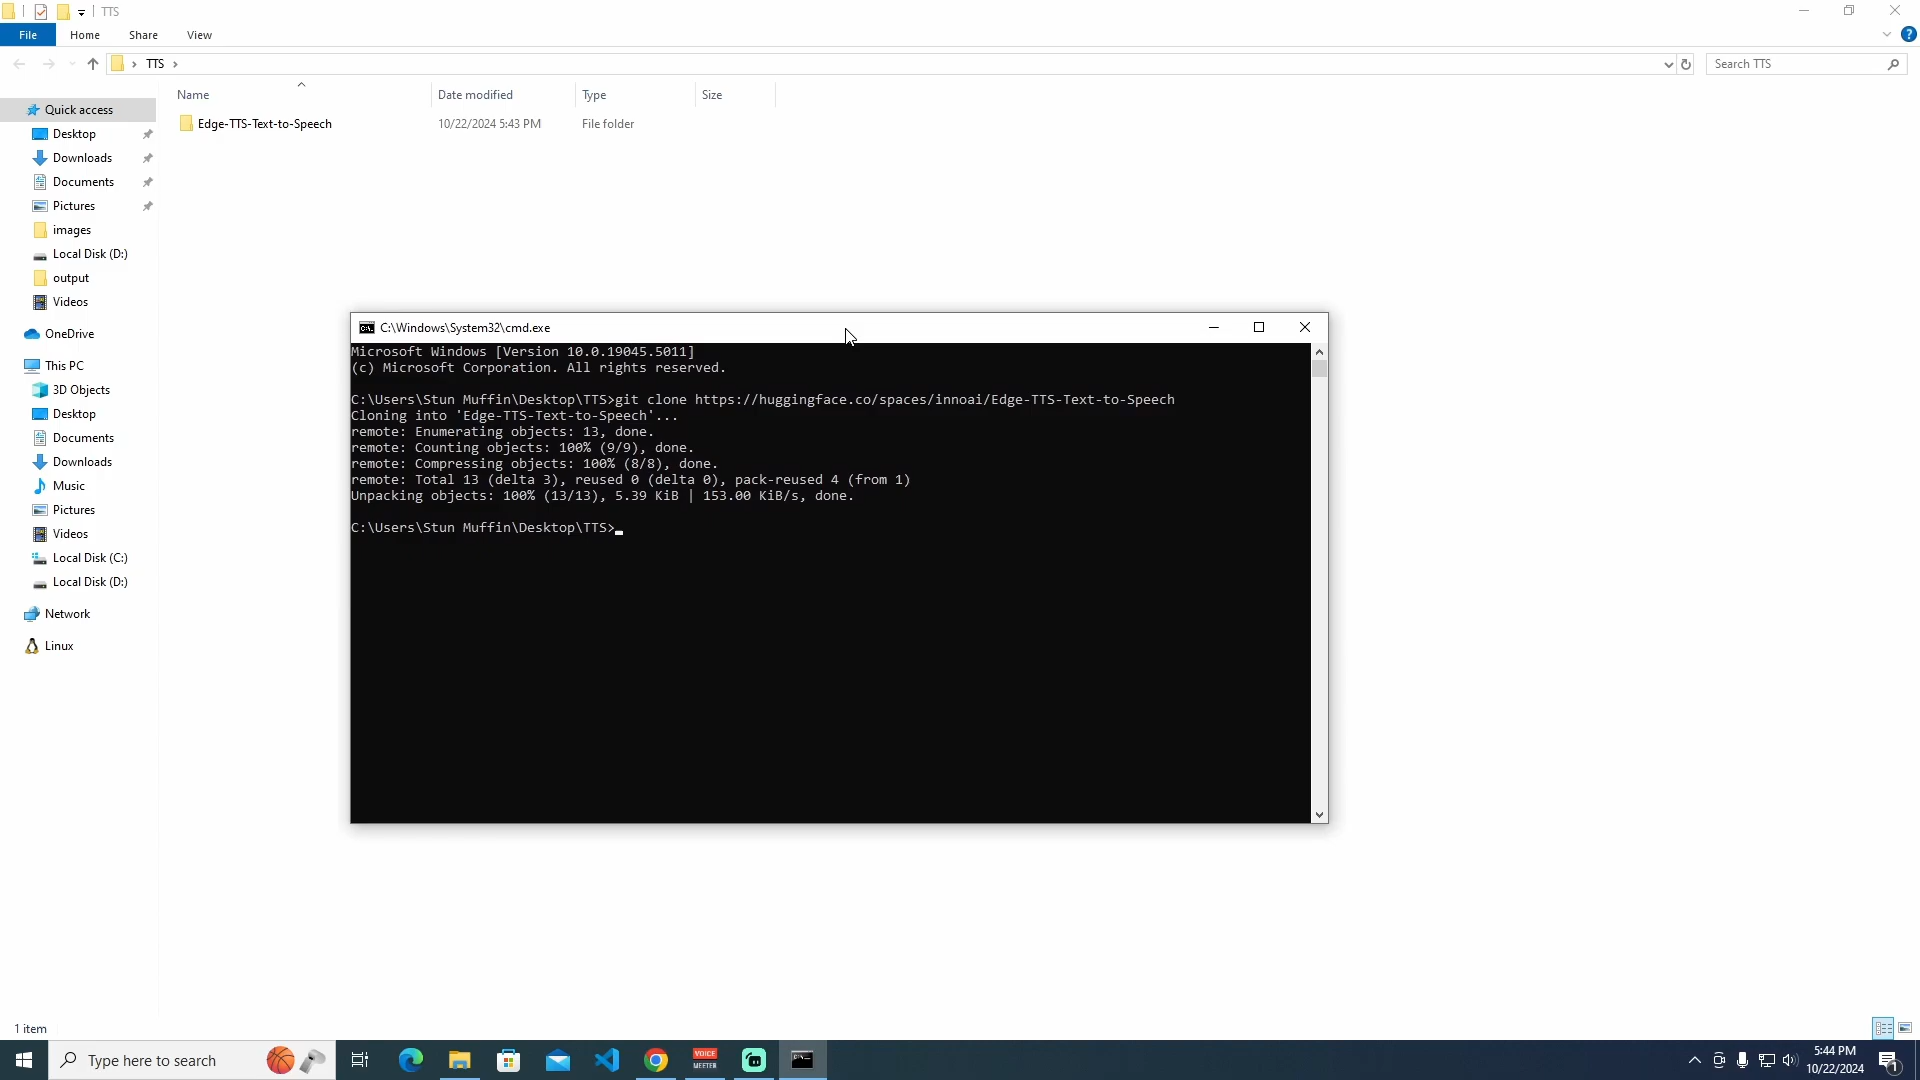 TTS
File Home Share View
TTS
Search TTS
Name Date modified Type Size
Edge-TTS-Text-to-Speech 10/22/2024 5:43 PM File folder
Quick access
Desktop
Downloads
Documents
Pictures
images
Local Disk (D:)
output
Videos
OneDrive
This PC
3D Objects
Desktop
Documents
Downloads
Music
Pictures
Videos
Local Disk (C:)
Local Disk (D:)
Network
Linux
C:\Windows\System32\cmd.exe
Microsoft Windows [Version 10.0.19045.5011]
(c) Microsoft Corporation. All rights reserved.
C:\Users\Stun Muffin\Desktop\TTS>git clone https://huggingface.co/spaces/innoai/Edge-TTS-Text-to-Speech
Cloning into 'Edge-TTS-Text-to-Speech'...
remote: Enumerating objects: 13, done.
remote: Counting objects: 100% (9/9), done.
remote: Compressing objects: 100% (8/8), done.
remote: Total 13 (delta 3), reused 0 (delta 0), pack-reused 4 (from 1)
Unpacking objects: 100% (13/13), 5.39 KiB | 153.00 KiB/s, done.
C:\Users\Stun Muffin\Desktop\TTS>
1 item
Type here to search
VOICE
MEETER
5:44 PM
10/22/2024
1